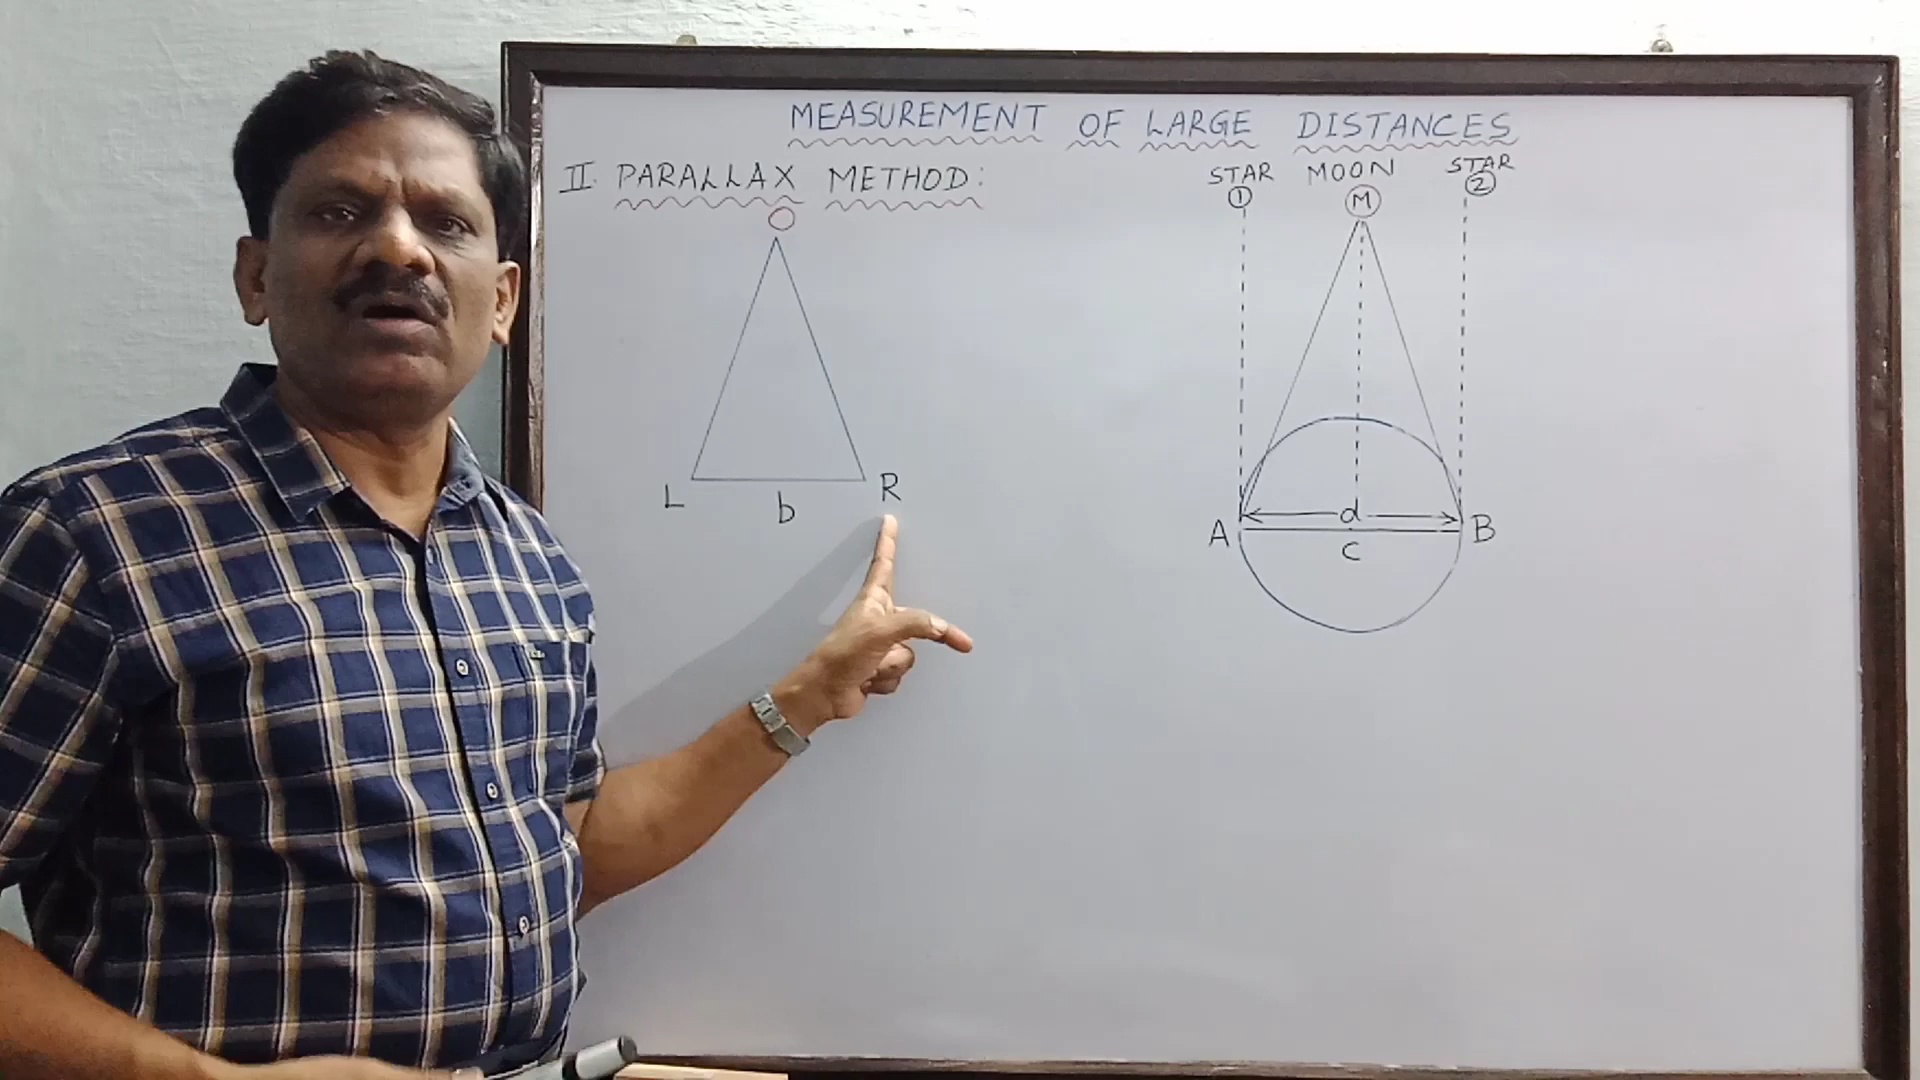 MEASUREMENT OF LARGE DISTANCES
II. PARALLAX METHOD:
STAR MOON STAR
1 M 2
L b R
A d B
C